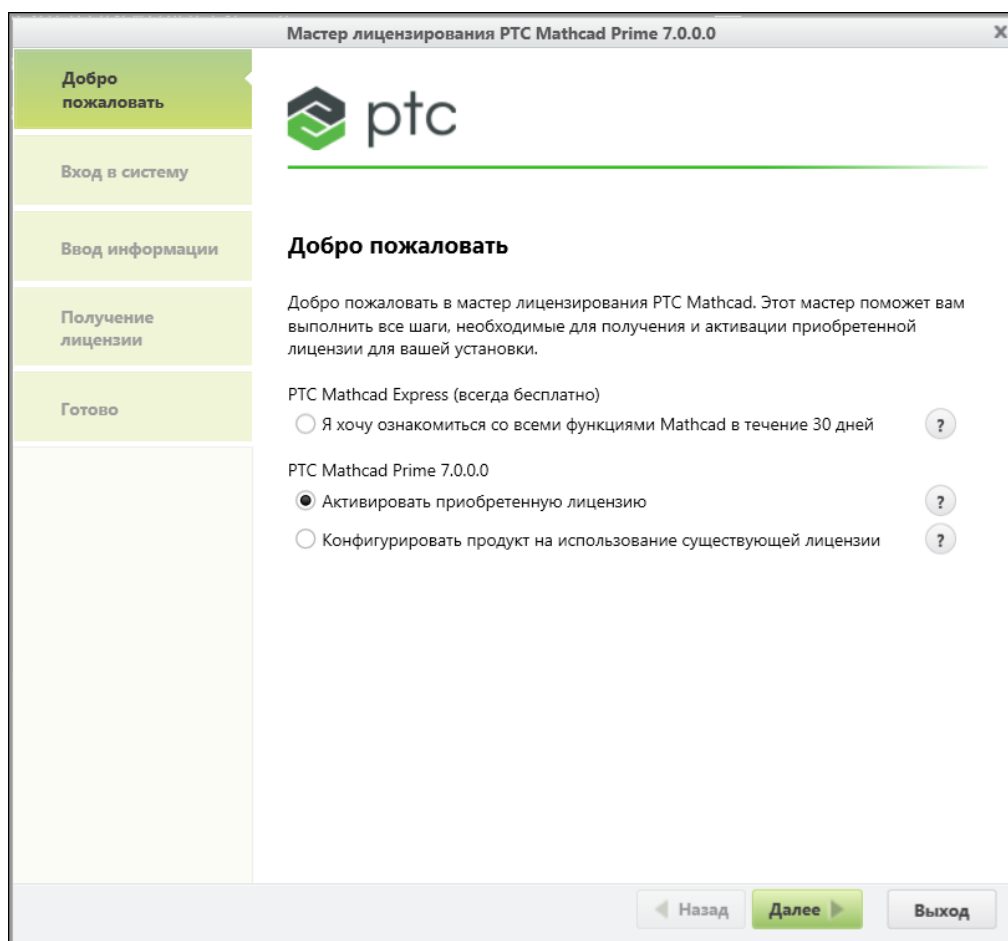 Мастер лицензирования PTC Mathcad Prime 7.0.0.0
Добро
пожаловать
Вход в систему
Ввод информации
Получение
лицензии
Готово
ptc
Добро пожаловать
Добро пожаловать в мастер лицензирования PTC Mathcad. Этот мастер поможет вам
выполнить все шаги, необходимые для получения и активации приобретенной
лицензии для вашей установки.
PTC Mathcad Express (всегда бесплатно)
Я хочу ознакомиться со всеми функциями Mathcad в течение 30 дней ?
PTC Mathcad Prime 7.0.0.0
Активировать приобретенную лицензию ?
Конфигурировать продукт на использование существующей лицензии ?
Назад Далее Выход